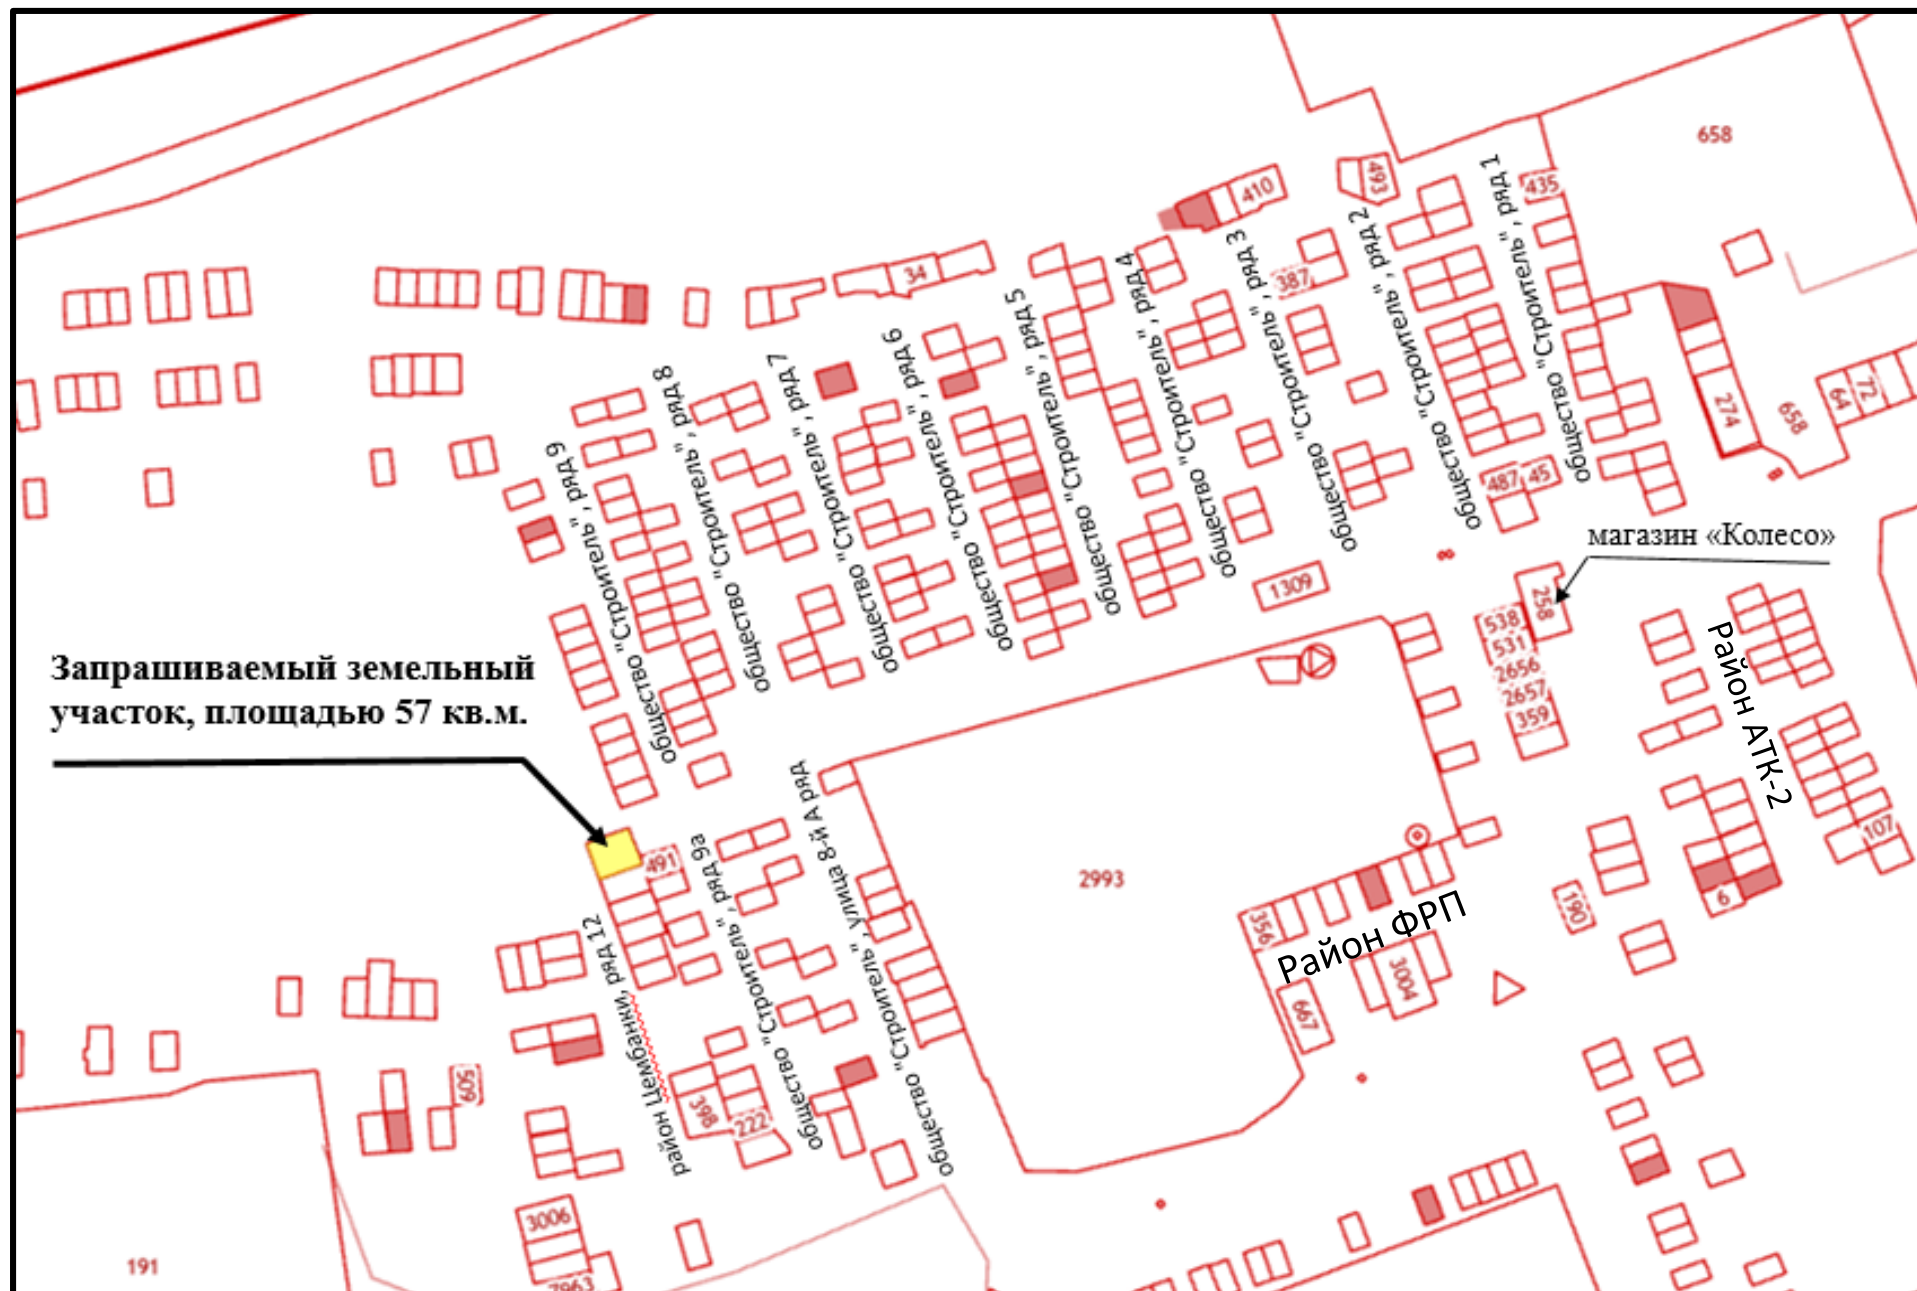 658
493
410
435
общество "Строитель", ряд 1
общество "Строитель", ряд 2
общество "Строитель", ряд 3
общество "Строитель", ряд 4
общество "Строитель", ряд 5
общество "Строитель", ряд 6
общество "Строитель", ряд 7
общество "Строитель", ряд 8
общество "Строитель", ряд 9
387
34
274
658
64
72
487
45
магазин «Колесо»
1309
258
538
531
2656
2657
359
Район АТК-2
107
Запрашиваемый земельный
участок, площадью 57 кв.м.
491
общество "Строитель", ряд 9а
общество "Строитель", улица 8-й А ряд
2993
6
190
356
Район ФРП
3004
667
район Цембанки, ряд 12
605
398
222
3006
7963
191